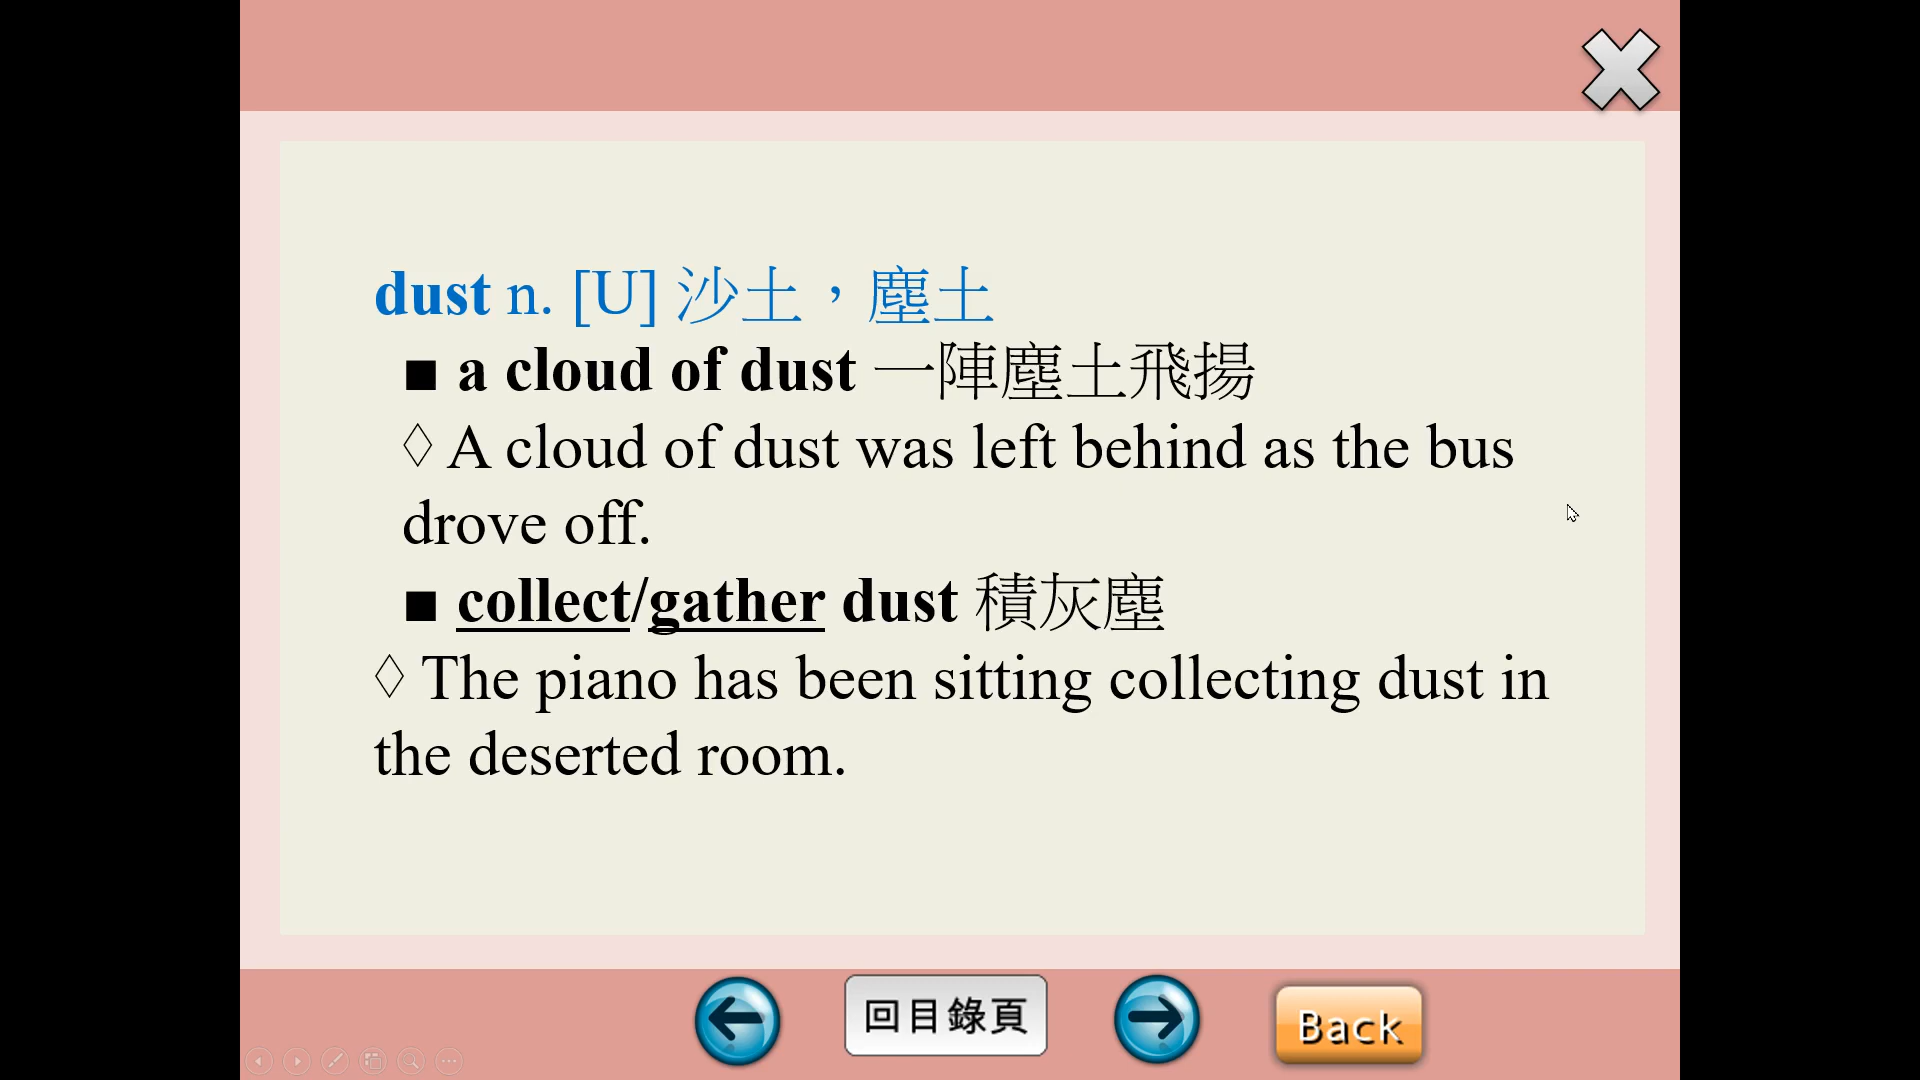 dust n. [U] 沙土，塵土
■ a cloud of dust 一陣塵土飛揚
◊ A cloud of dust was left behind as the bus
drove off.
■ collect/gather dust 積灰塵
◊ The piano has been sitting collecting dust in
the deserted room.
回目錄頁
Back